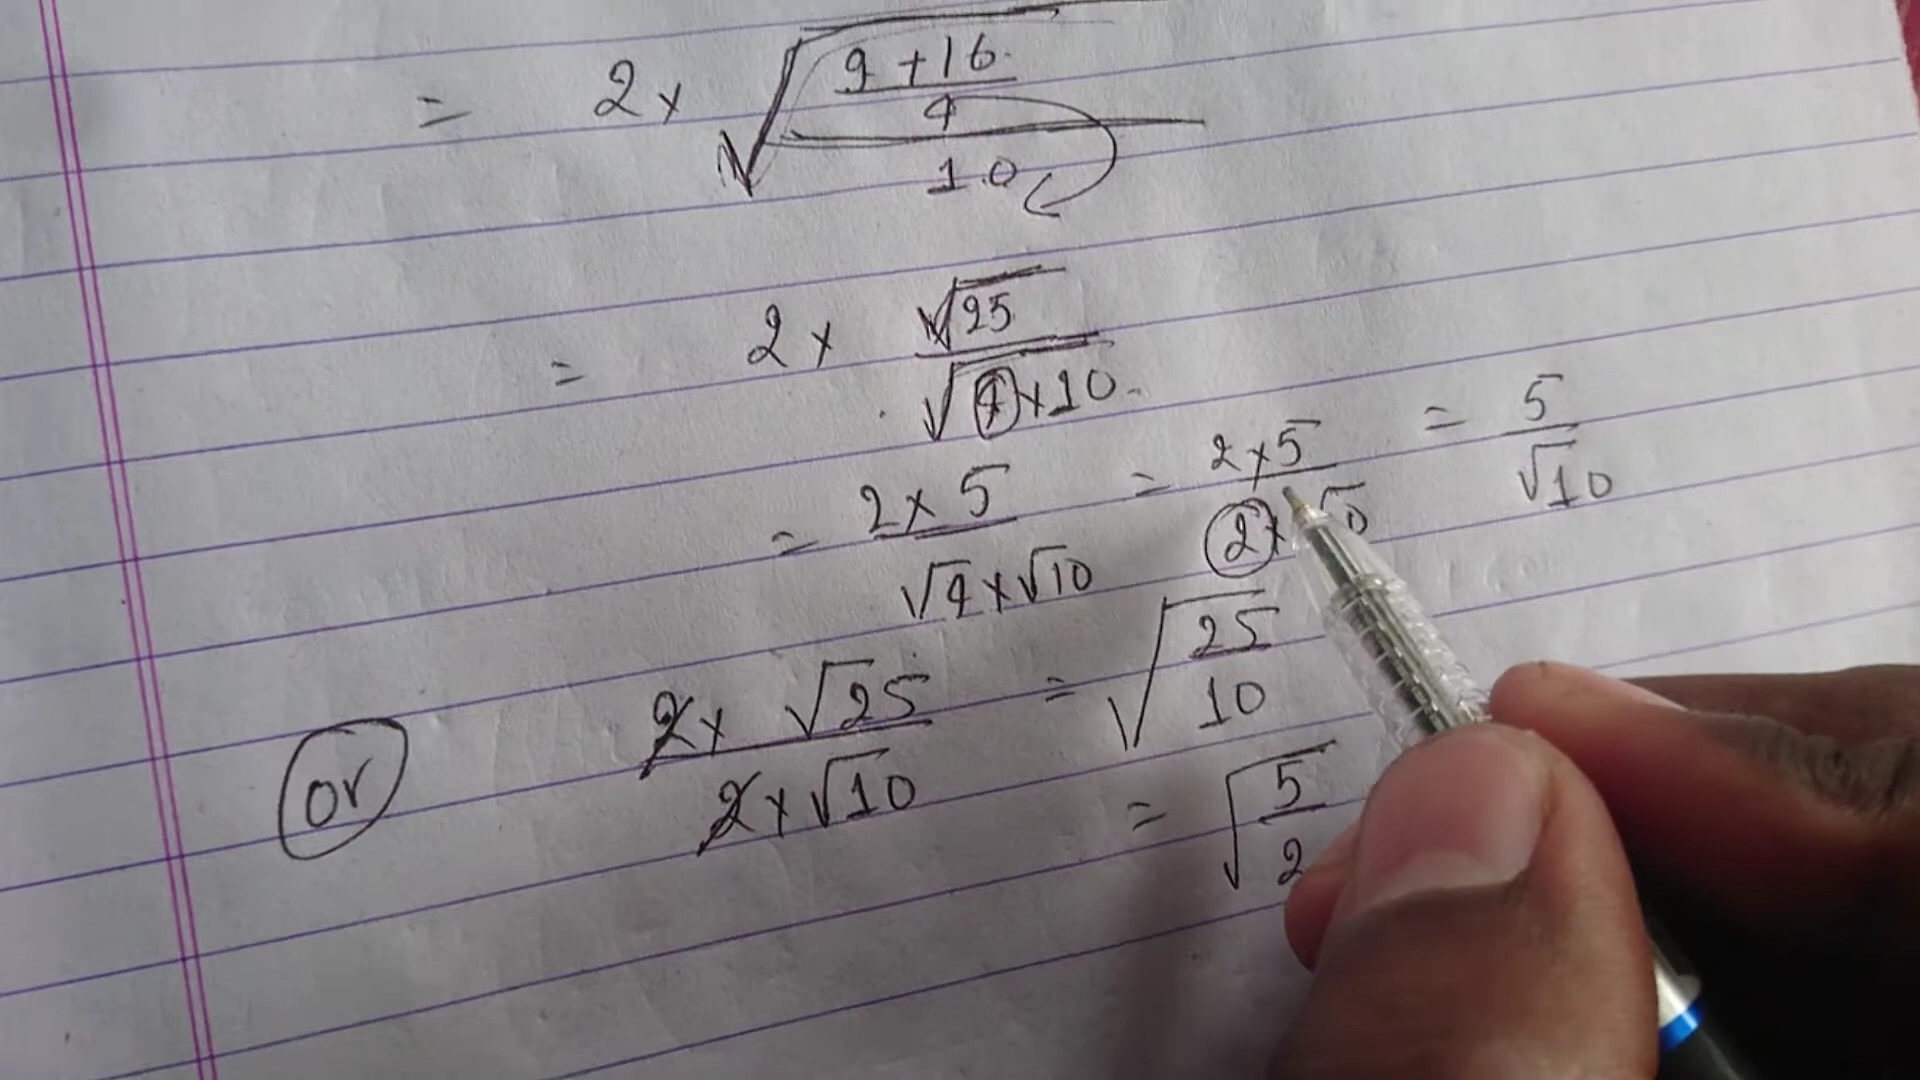 = 2 × √((9+16)/4)/10
= 2 × √25/√(4×10)
= 2×5/√4×√10 = 2×5/2×√10 = 5/√10
or 2×√25/2×√10 = √(25/10)
= √(5/2)